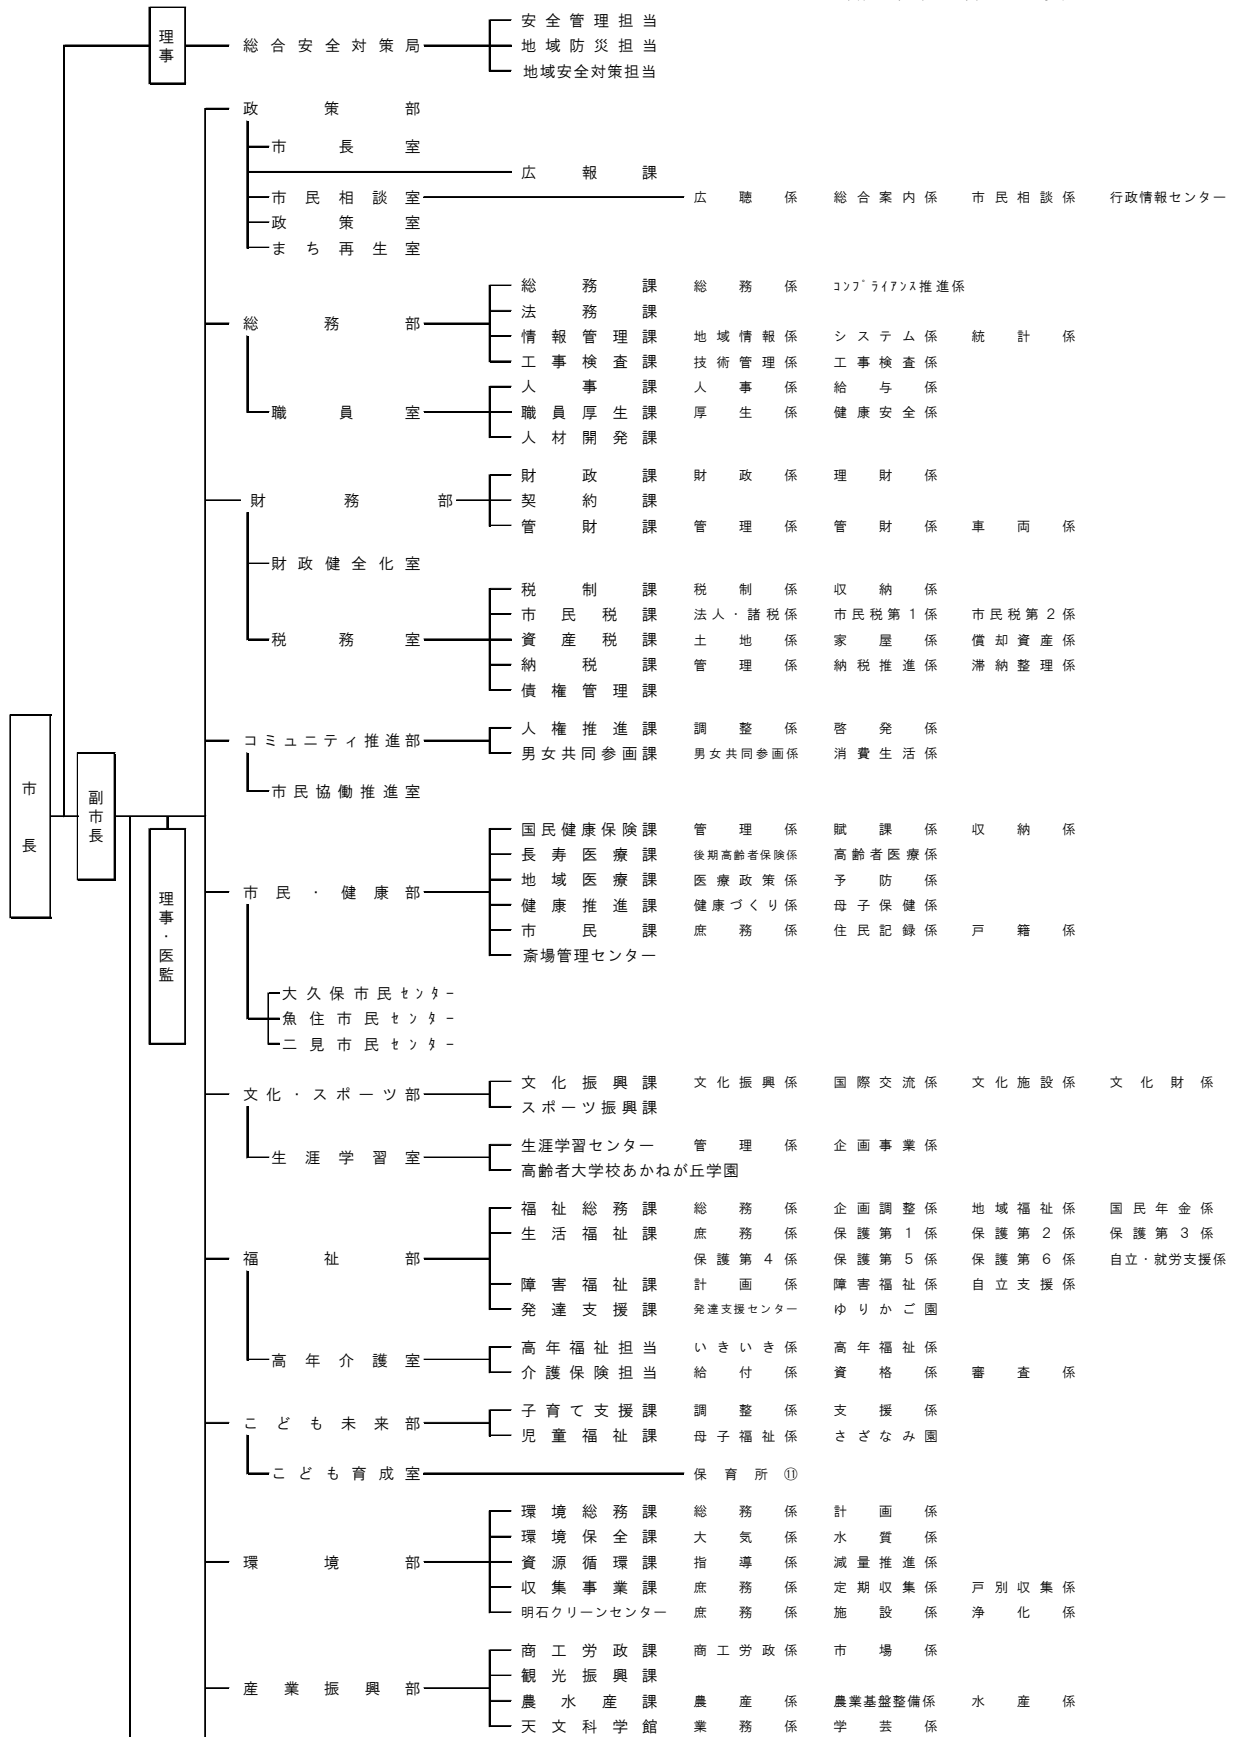 安全管理担当
理事 総合安全対策局 地域防災担当
地域安全対策担当
政策部
市長室
広報課
市民相談室 広聴係 総合案内係 市民相談係 行政情報センター
政策室
まち再生室
総務課 総務係 コンプライアンス推進係
法務課
総務部
情報管理課 地域情報係 システム係 統計係
工事検査課 技術管理係 工事検査係
人事課 人事係 給与係
職員室 職員厚生課 厚生係 健康安全係
人材開発課
財政課 財政係 理財係
財務部 契約課
管財課 管理係 管財係 車両係
財政健全化室
税制課 税制係 収納係
市民税課 法人・諸税係 市民税第1係 市民税第2係
税務室 資産税課 土地係 家屋係 償却資産係
納税課 管理係 納税推進係 滞納整理係
債権管理課
人権推進課 調整係 啓発係
コミュニティ推進部
男女共同参画課 男女共同参画係 消費生活係
市民協働推進室
市長
副市長
理事・医監
国民健康保険課 管理係 賦課係 収納係
長寿医療課 後期高齢者保険係 高齢者医療係
地域医療課 医療政策係 予防係
市民・健康部
健康推進課 健康づくり係 母子保健係
市民課 庶務係 住民記録係 戸籍係
斎場管理センター
大久保市民センター
魚住市民センター
二見市民センター
文化振興課 文化振興係 国際交流係 文化施設係 文化財係
文化・スポーツ部
スポーツ振興課
生涯学習センター 管理係 企画事業係
生涯学習室
高齢者大学校あかねが丘学園
福祉総務課 総務係 企画調整係 地域福祉係 国民年金係
生活福祉課 庶務係 保護第1係 保護第2係 保護第3係
福祉部 保護第4係 保護第5係 保護第6係 自立・就労支援係
障害福祉課 計画係 障害福祉係 自立支援係
発達支援課 発達支援センター ゆりかご園
高年福祉担当 いきいき係 高年福祉係
高年介護室
介護保険担当 給付係 資格係 審査係
子育て支援課 調整係 支援係
こども未来部
児童福祉課 母子福祉係 さざなみ園
こども育成室 保育所⑪
環境総務課 総務係 計画係
環境保全課 大気係 水質係
環境部 資源循環課 指導係 減量推進係
収集事業課 庶務係 定期収集係 戸別収集係
明石クリーンセンター 庶務係 施設係 浄化係
商工労政課 商工労政係 市場係
観光振興課
産業振興部
農水産課 農産係 農業基盤整備係 水産係
天文科学館 業務係 学芸係